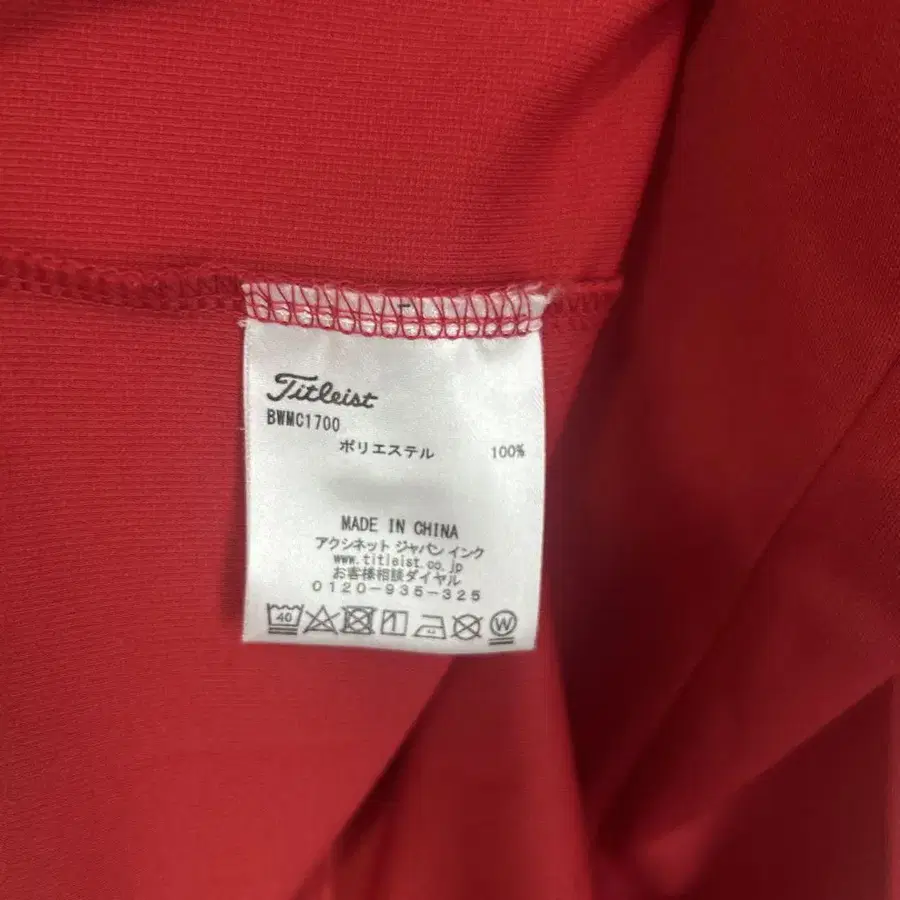 Titleist
BWMC1700
ポリエステル 100%
MADE IN CHINA
アクシネット ジャパン インク
www.titleist.co.jp
お客様相談ダイヤル
0120-935-325
40 W